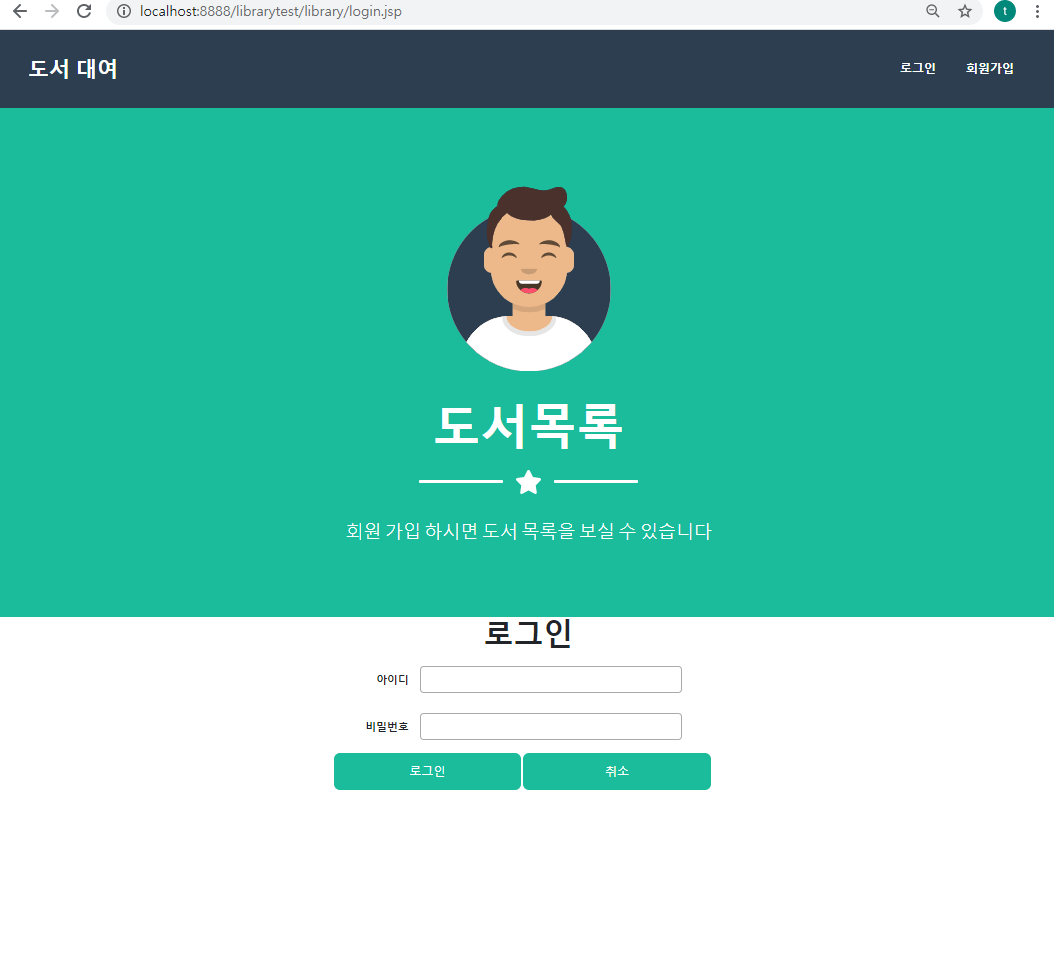 localhost:8888/librarytest/library/login.jsp
t
도서 대여
로그인 회원가입
도서목록
회원 가입 하시면 도서 목록을 보실 수 있습니다
로그인
아이디
비밀번호
로그인 취소